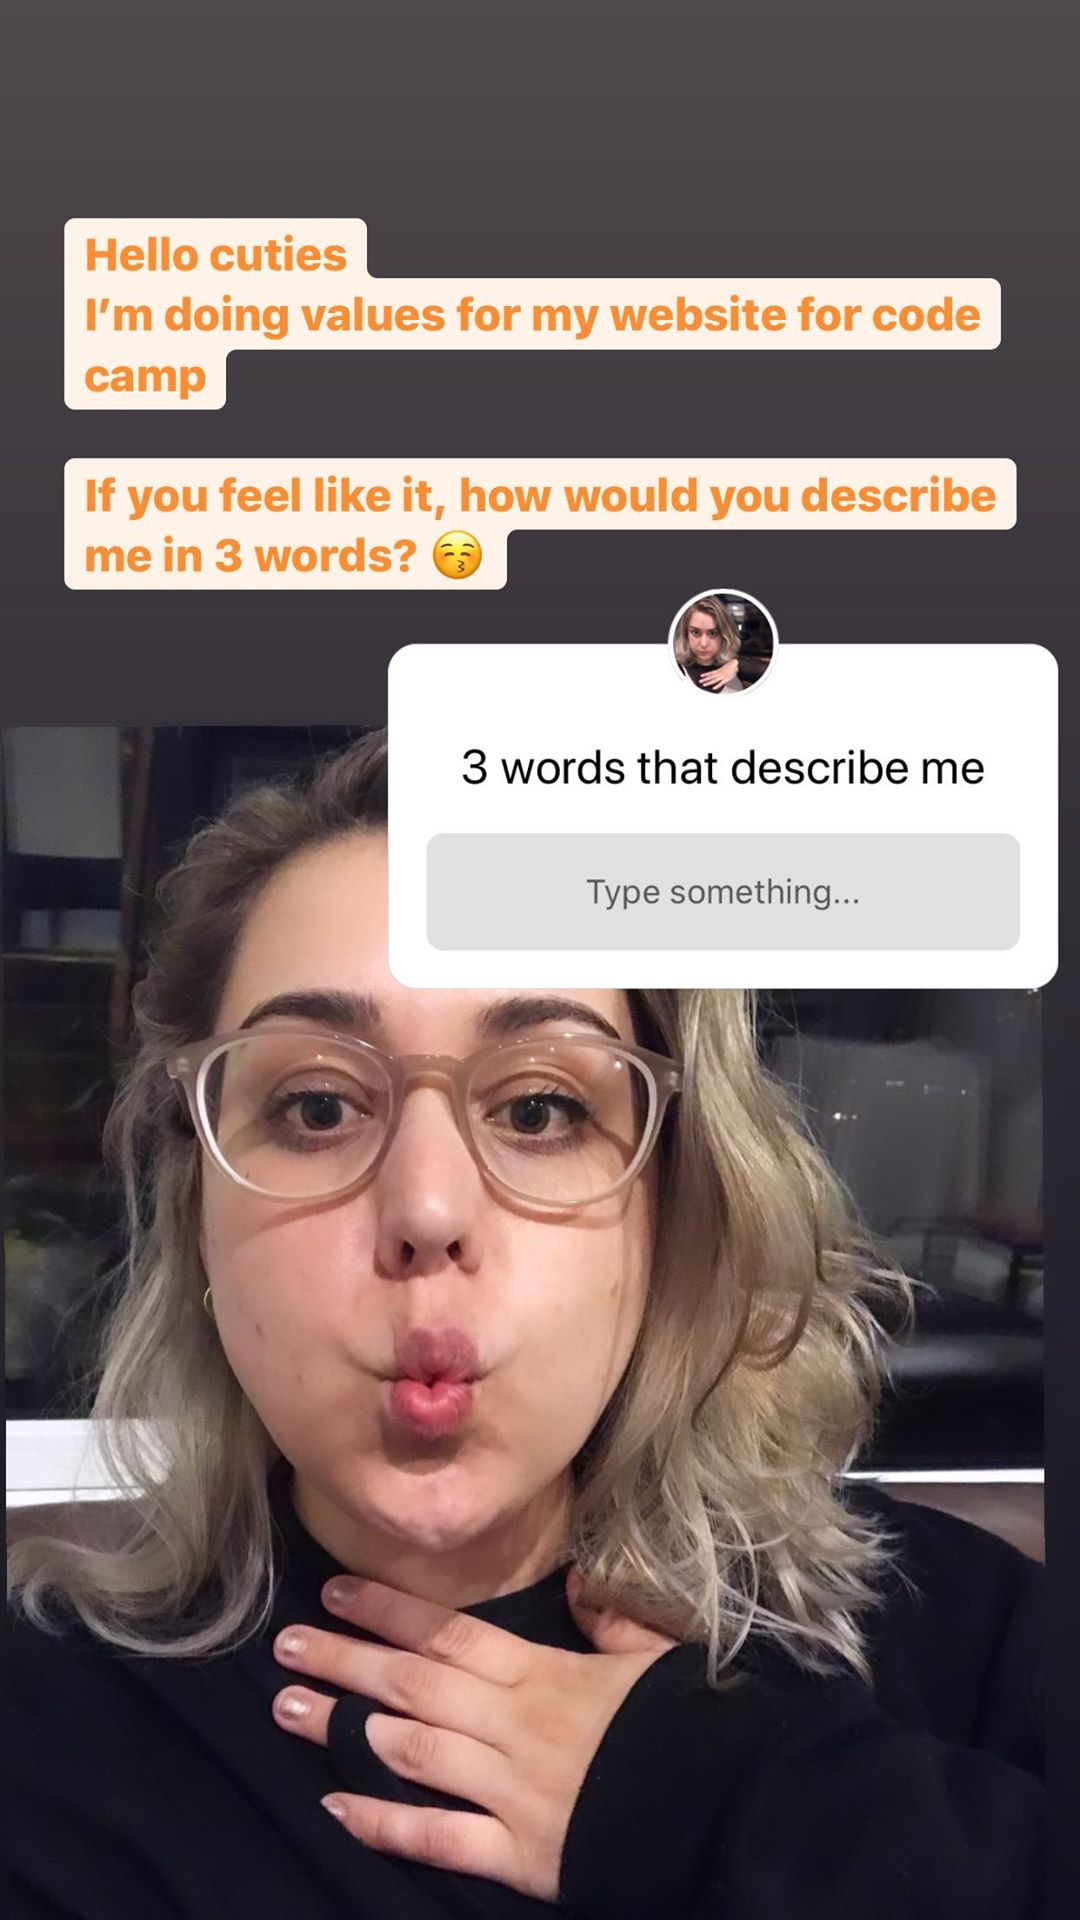 Hello cuties
I’m doing values for my website for code
camp
If you feel like it, how would you describe
me in 3 words? 😚
3 words that describe me
Type something...